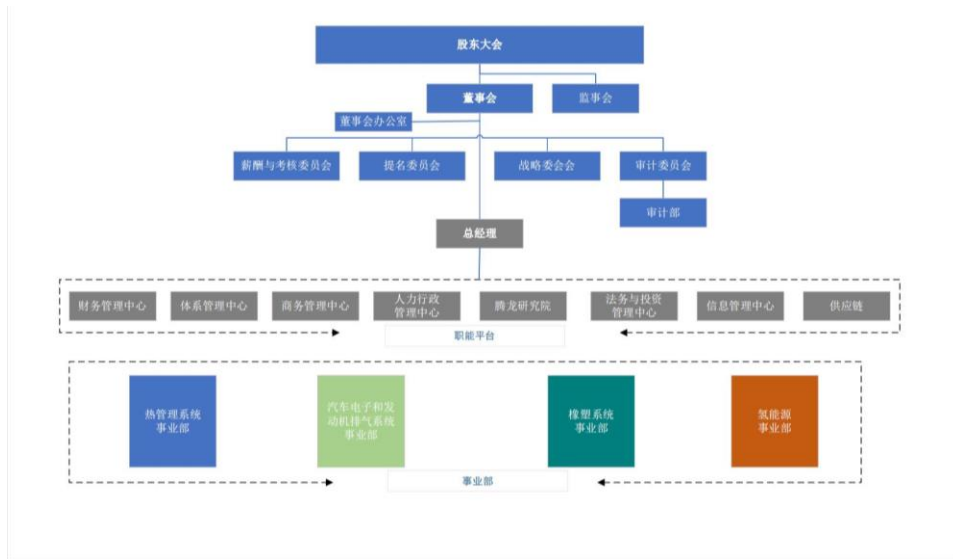 股东大会
董事会
监事会
董事会办公室
薪酬与考核委员会
提名委员会
战略委会会
审计委员会
审计部
总经理
财务管理中心
体系管理中心
商务管理中心
人力行政
管理中心
腾龙研究院
法务与投资
管理中心
信息管理中心
供应链
职能平台
热管理系统
事业部
汽车电子和发
动机排气系统
事业部
橡塑系统
事业部
氢能源
事业部
事业部